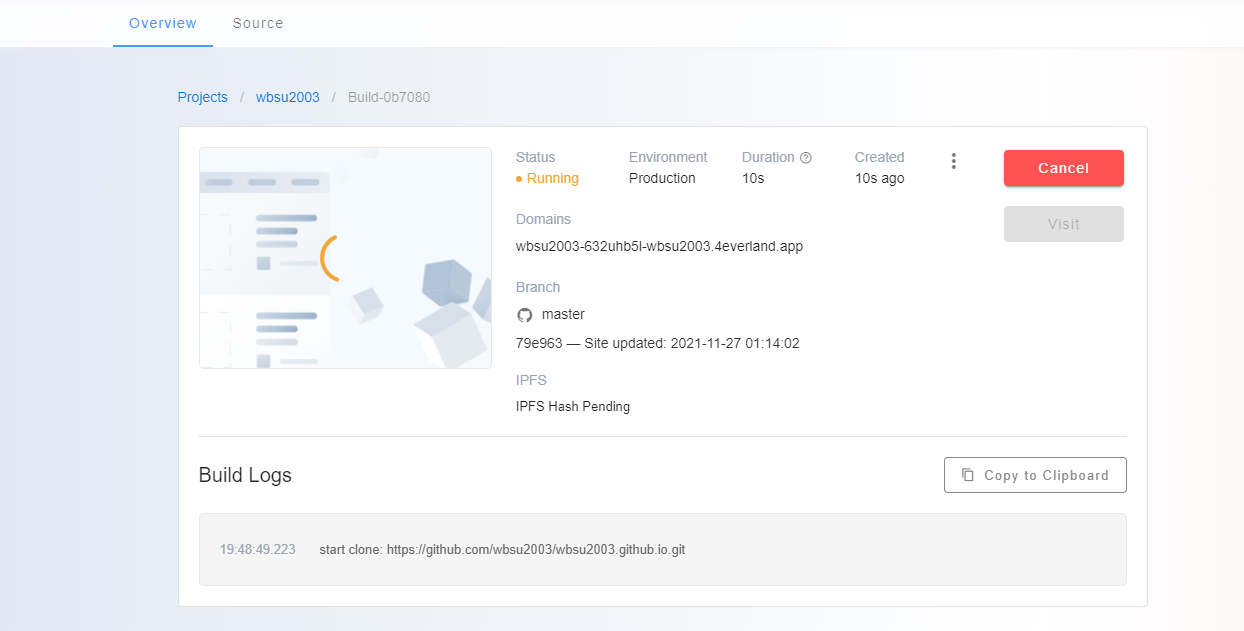 Overview Source
Projects / wbsu2003 / Build-0b7080
Status Environment Duration Created
Running Production 10s 10s ago
Cancel
Visit
Domains
wbsu2003-632uhb5l-wbsu2003.4everland.app
Branch
master
79e963 — Site updated: 2021-11-27 01:14:02
IPFS
IPFS Hash Pending
Build Logs
Copy to Clipboard
19:48:49.223 start clone: https://github.com/wbsu2003/wbsu2003.github.io.git